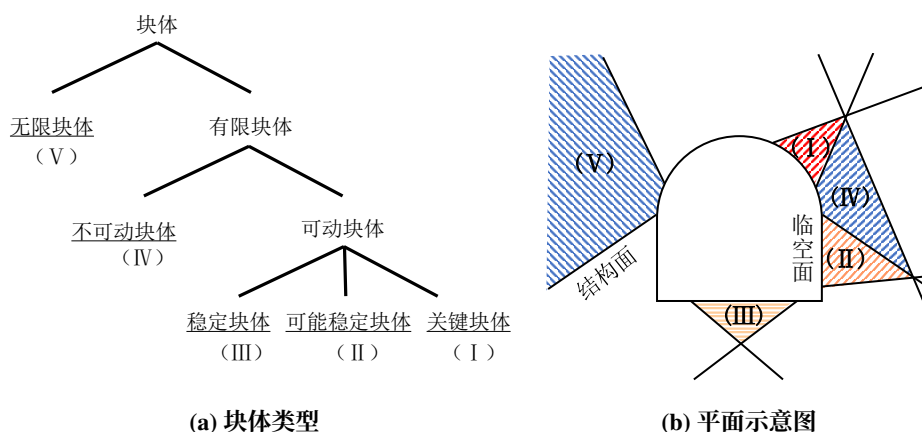 块体
无限块体
（Ⅴ）
有限块体
不可动块体
（Ⅳ）
可动块体
稳定块体
（Ⅲ）
可能稳定块体
（Ⅱ）
关键块体
（Ⅰ）
(a) 块体类型
（Ⅴ）
（Ⅰ）
（Ⅳ）
临空面
（Ⅱ）
结构面
（Ⅲ）
(b) 平面示意图